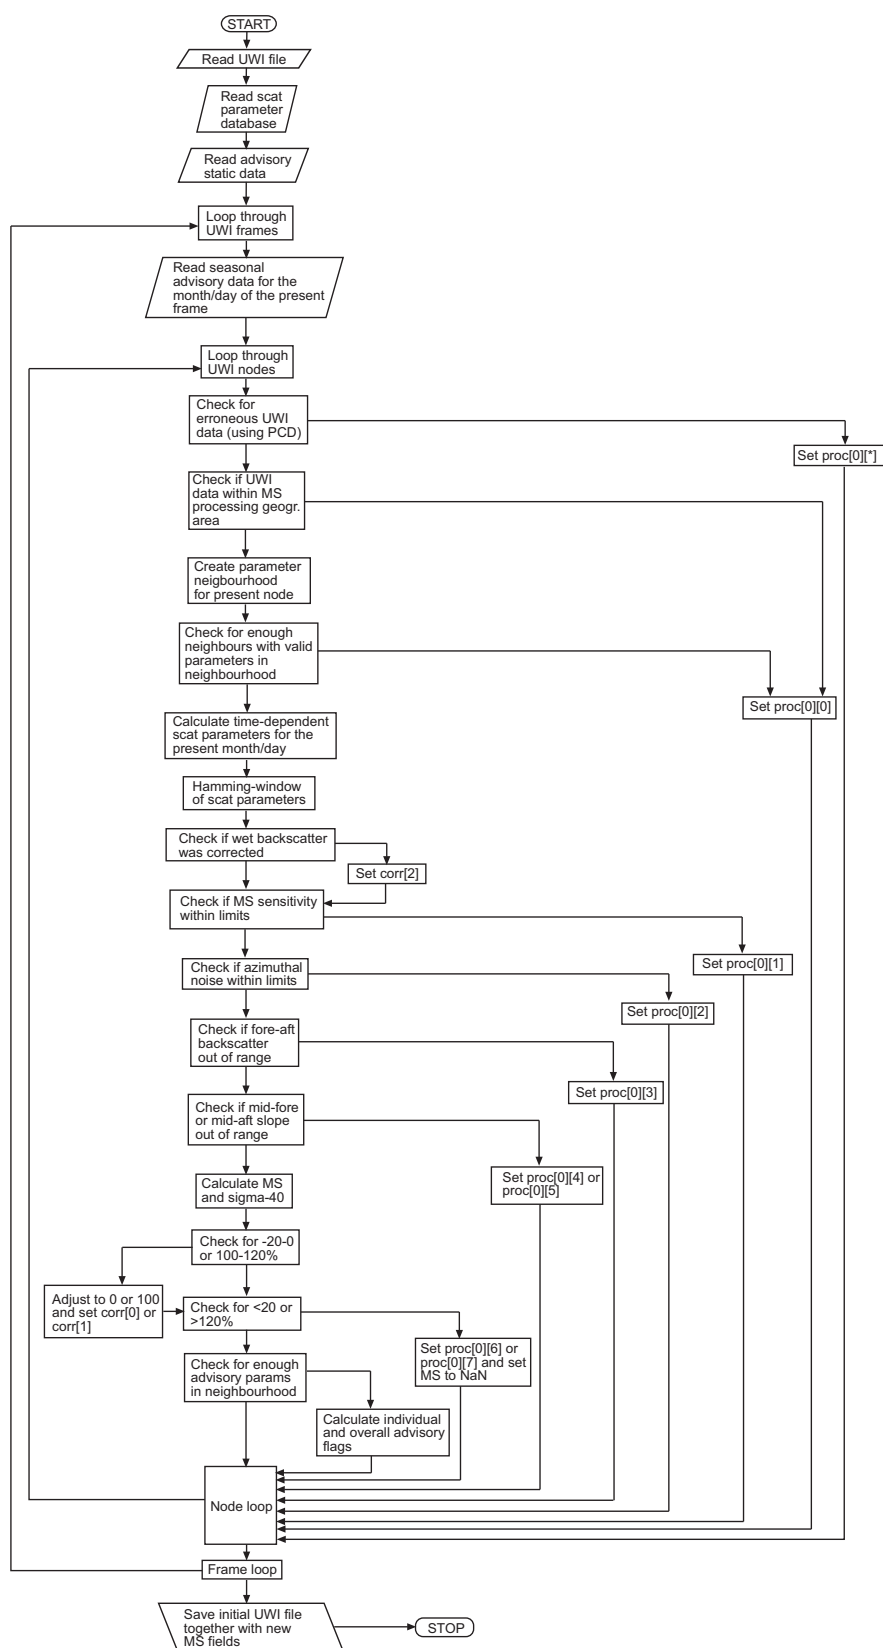 START
Read UWI file
Read scat
parameter
database
Read advisory
static data
Loop through
UWI frames
Read seasonal
advisory data for the
month/day of the present
frame
Loop through
UWI nodes
Check for
erroneous UWI
data (using PCD)
Set proc[0][*]
Check if UWI
data within MS
processing geogr.
area
Create parameter
neigbourhood
for present node
Check for enough
neighbours with valid
parameters in
neighbourhood
Set proc[0][0]
Calculate time-dependent
scat parameters for the
present month/day
Hamming-window
of scat parameters
Check if wet backscatter
was corrected
Set corr[2]
Check if MS sensitivity
within limits
Set proc[0][1]
Check if azimuthal
noise within limits
Set proc[0][2]
Check if fore-aft
backscatter
out of range
Set proc[0][3]
Check if mid-fore
or mid-aft slope
out of range
Set proc[0][4] or
proc[0][5]
Calculate MS
and sigma-40
Check for -20-0
or 100-120%
Adjust to 0 or 100
and set corr[0] or
corr[1]
Check for <20 or
>120%
Set proc[0][6] or
proc[0][7] and set
MS to NaN
Check for enough
advisory params
in neighbourhood
Calculate individual
and overall advisory
flags
Node loop
Frame loop
Save initial UWI file
together with new
MS fields
STOP